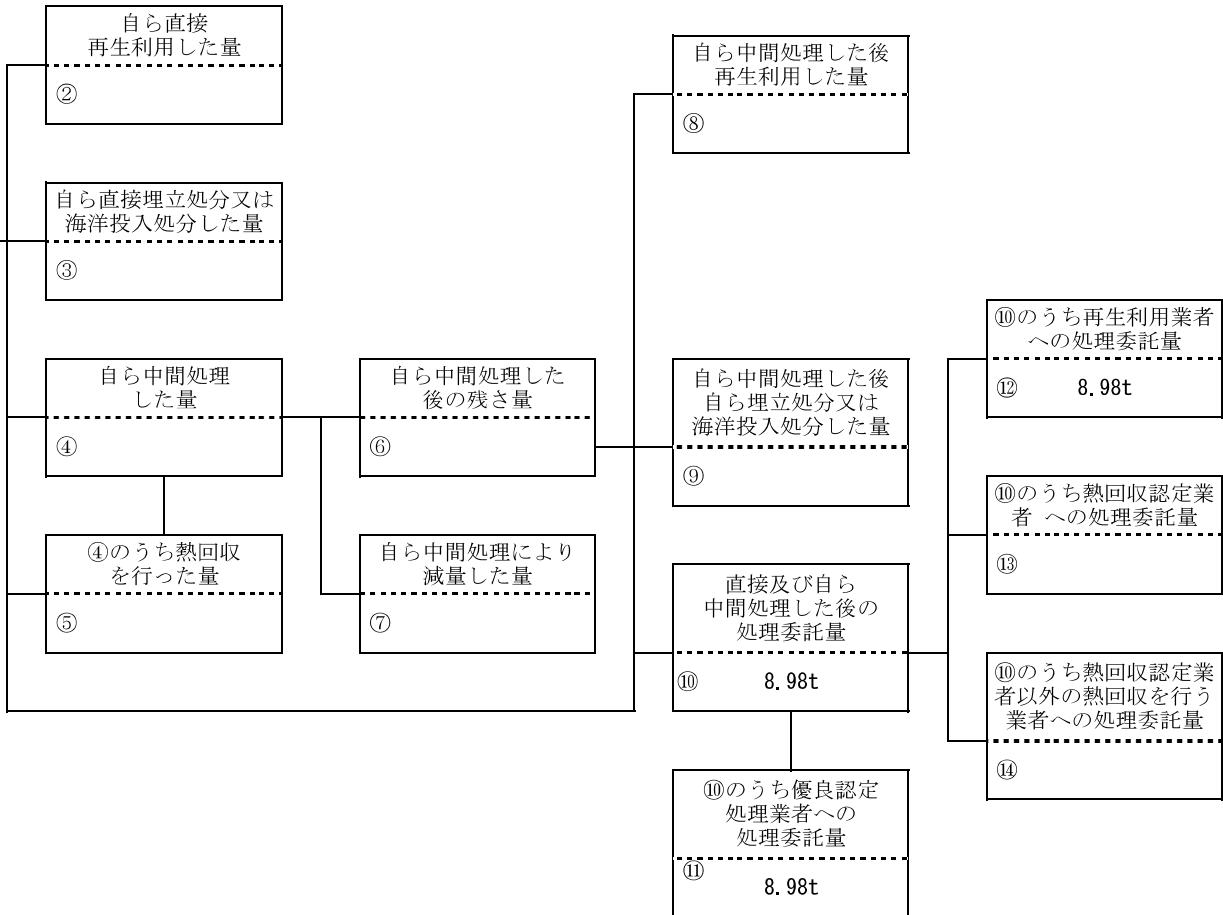 自ら直接
再生利用した量
②
自ら直接埋立処分又は
海洋投入処分した量
③
自ら中間処理
した量
④
④のうち熱回収
を行った量
⑤
自ら中間処理した
後の残さ量
⑥
自ら中間処理により
減量した量
⑦
自ら中間処理した後
再生利用した量
⑧
自ら中間処理した後
自ら埋立処分又は
海洋投入処分した量
⑨
直接及び自ら
中間処理した後の
処理委託量
⑩ 8.98t
⑩のうち優良認定
処理業者への
処理委託量
⑪ 8.98t
⑩のうち再生利用業者
への処理委託量
⑫ 8.98t
⑩のうち熱回収認定業
者 への処理委託量
⑬
⑩のうち熱回収認定業
者以外の熱回収を行う
業者への処理委託量
⑭